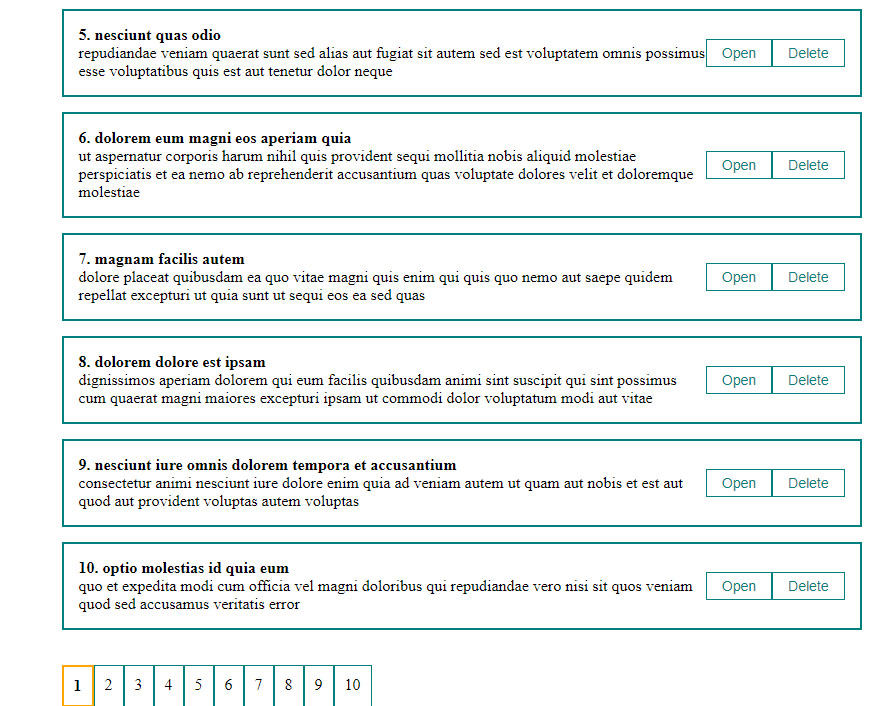 5. nesciunt quas odio
repudiandae veniam quaerat sunt sed alias aut fugiat sit autem sed est voluptatem omnis possimus
esse voluptatibus quis est aut tenetur dolor neque
Open Delete
6. dolorem eum magni eos aperiam quia
ut aspernatur corporis harum nihil quis provident sequi mollitia nobis aliquid molestiae
perspiciatis et ea nemo ab reprehenderit accusantium quas voluptate dolores velit et doloremque
molestiae
Open Delete
7. magnam facilis autem
dolore placeat quibusdam ea quo vitae magni quis enim qui quis quo nemo aut saepe quidem
repellat excepturi ut quia sunt ut sequi eos ea sed quas
Open Delete
8. dolorem dolore est ipsam
dignissimos aperiam dolorem qui eum facilis quibusdam animi sint suscipit qui sint possimus
cum quaerat magni maiores excepturi ipsam ut commodi dolor voluptatum modi aut vitae
Open Delete
9. nesciunt iure omnis dolorem tempora et accusantium
consectetur animi nesciunt iure dolore enim quia ad veniam autem ut quam aut nobis et est aut
quod aut provident voluptas autem voluptas
Open Delete
10. optio molestias id quia eum
quo et expedita modi cum officia vel magni doloribus qui repudiandae vero nisi sit quos veniam
quod sed accusamus veritatis error
Open Delete
1 2 3 4 5 6 7 8 9 10